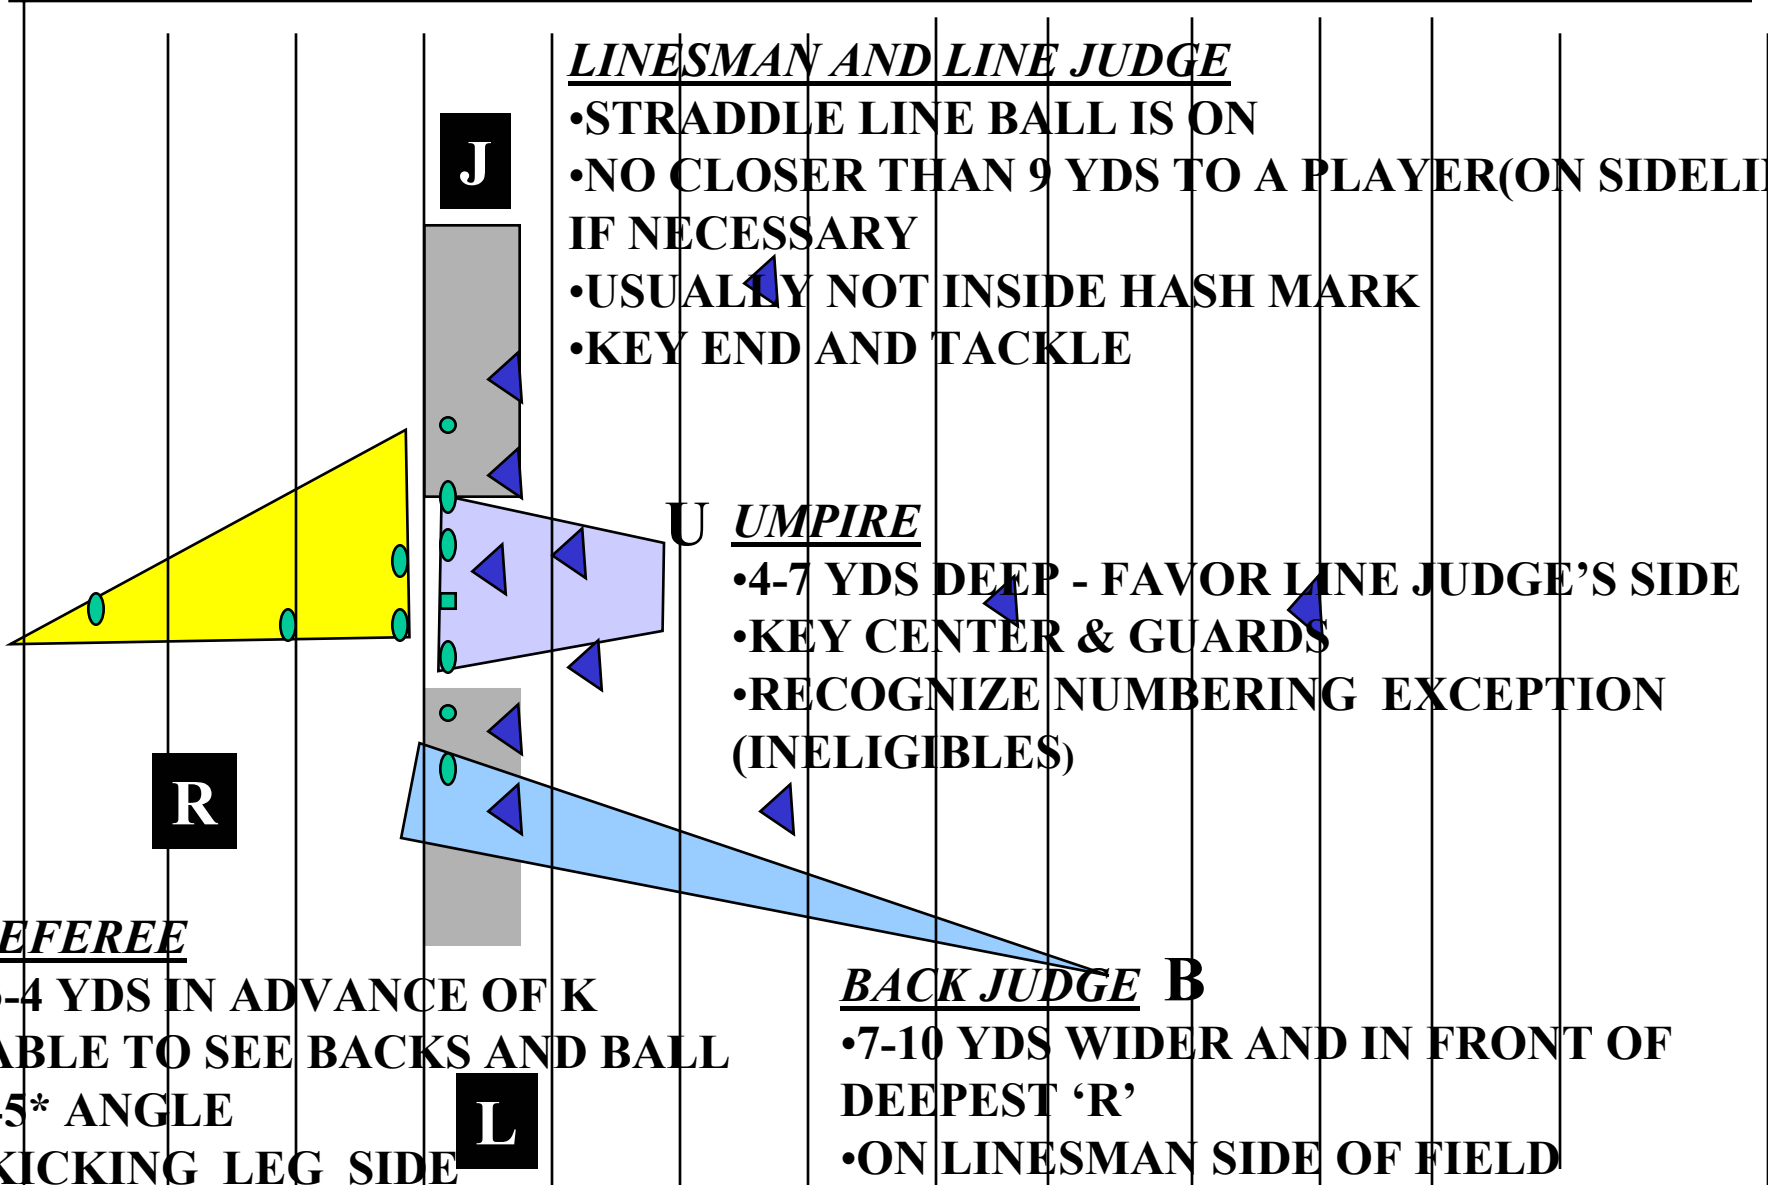 LINESMAN AND LINE JUDGE
•STRADDLE LINE BALL IS ON
J
•NO CLOSER THAN 9 YDS TO A PLAYER(ON
IF NECESSARY
•USUALLY NOT INSIDE HASH MARK
•KEY END AND TACKLE
U
UMPIRE
•4-7 YDS DEEP - FAVOR LINE JUDGE’S SIDE
•KEY CENTER & GUARDS
•RECOGNIZE NUMBERING EXCEPTION
(INELIGIBLES)
R
EFEREE
-4 YDS IN ADVANCE OF K
ABLE TO SEE BACKS AND BALL
5* ANGLE
KICKING LEG SIDE
L
BACK JUDGE B
•7-10 YDS WIDER AND IN FRONT OF
DEEPEST ‘R’
•ON LINESMAN SIDE OF FIELD